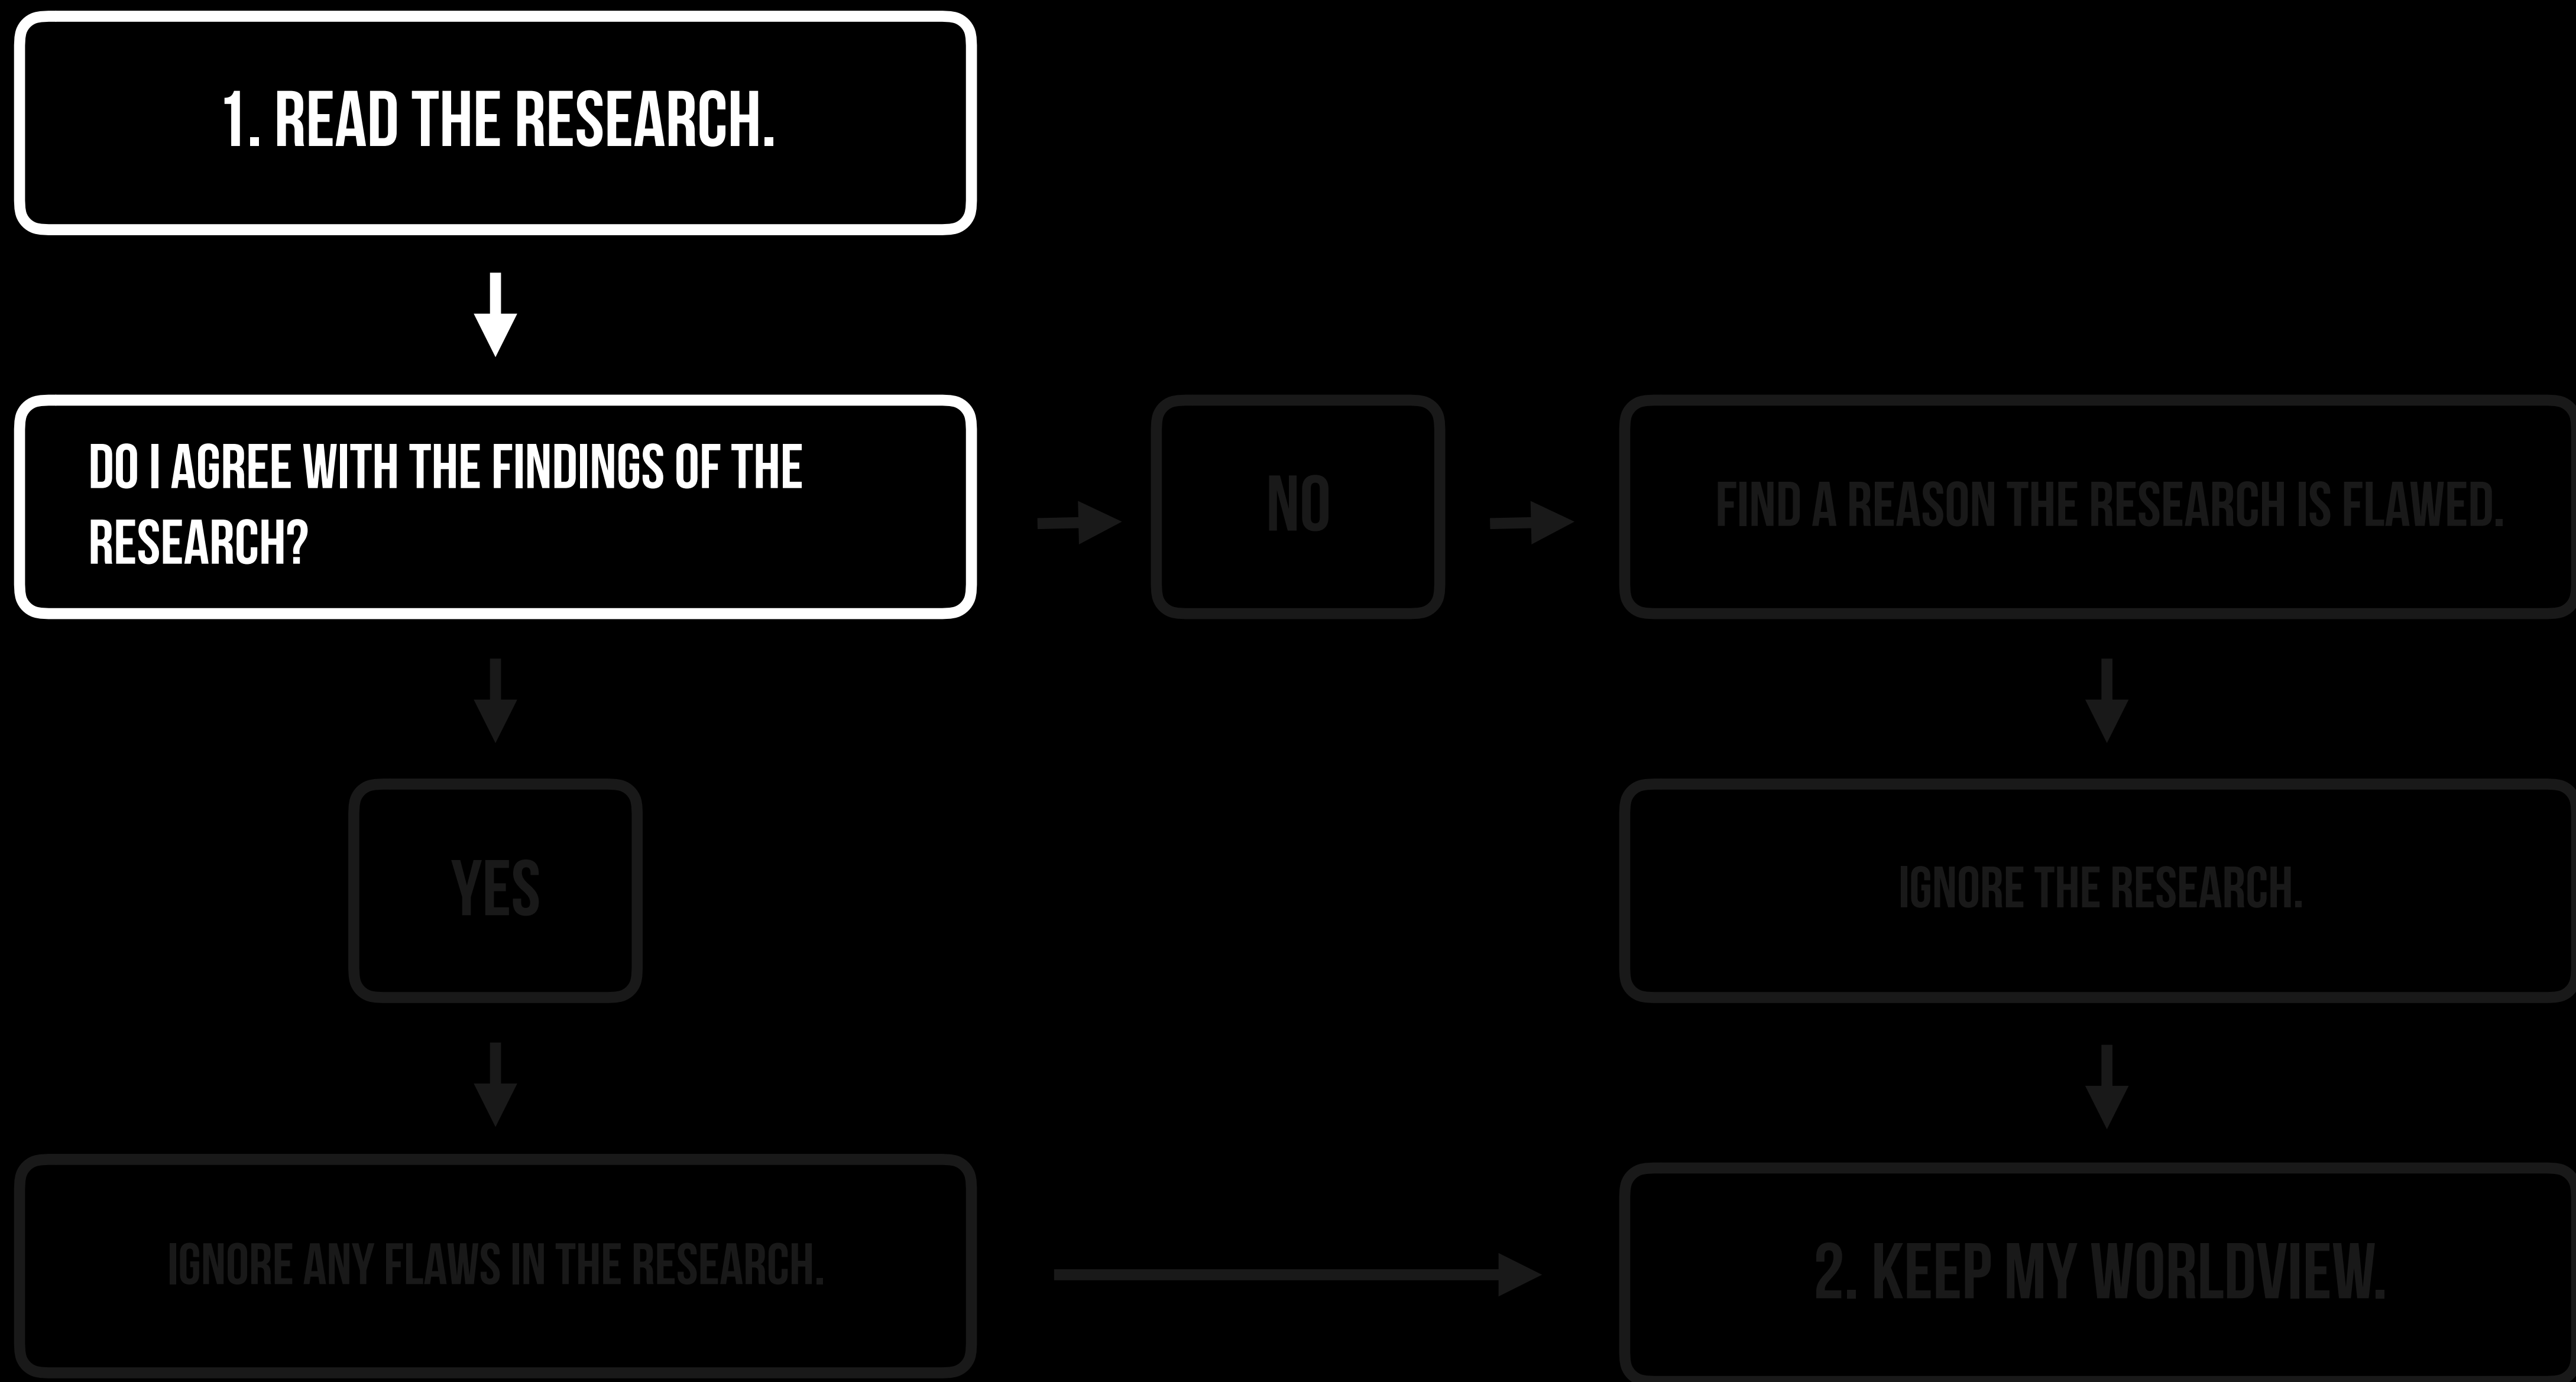 1. READ THE RESEARCH.
DO I AGREE WITH THE FINDINGS OF THE
RESEARCH?
NO
FIND A REASON THE RESEARCH IS FLAWED.
YES
IGNORE THE RESEARCH.
IGNORE ANY FLAWS IN THE RESEARCH.
2. KEEP MY WORLDVIEW.